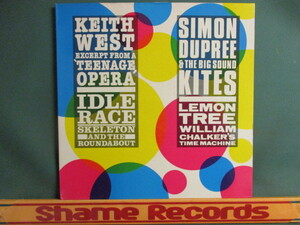 KEITH
WEST
EXCERPT FROM A
TEENAGE
OPERA
IDLE
RACE
SKELETON
AND THE
ROUNDABOUT
SIMON
DUPREE
& THE BIG SOUND
KITES
LEMON
TREE
WILLIAM
CHALKER'S
TIME MACHINE
Shame Records